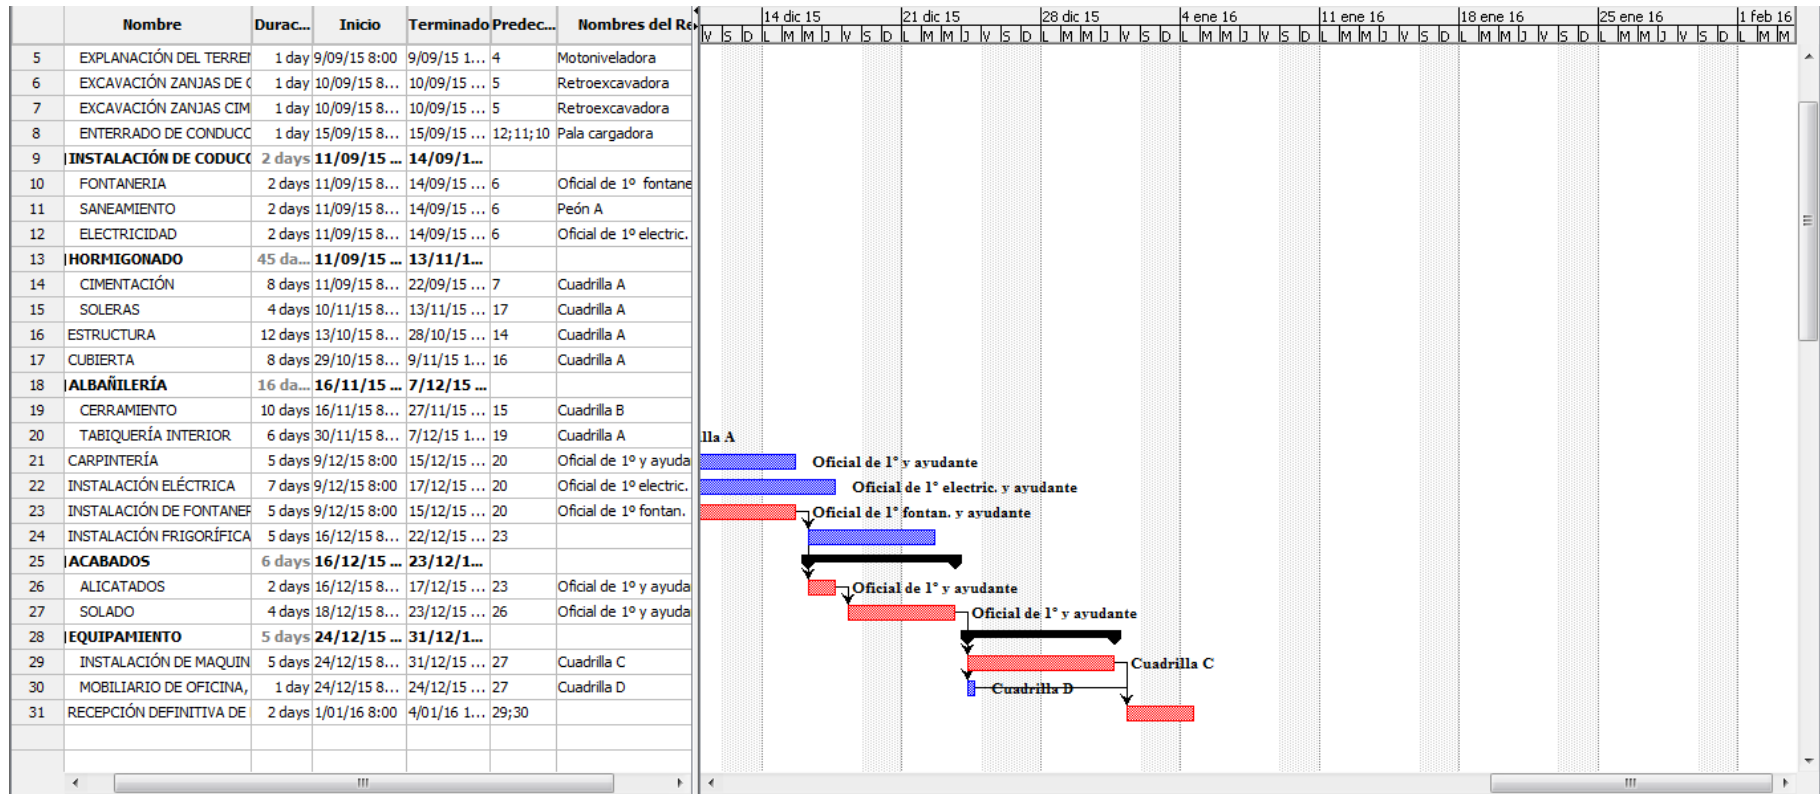 Nombre Durac... Inicio Terminado Predec... Nombres del Re
14 dic 15 21 dic 15 28 dic 15 4 ene 16 11 ene 16 18 ene 16 25 ene 16 1 feb 16
V S D L M M J V S D L M M J V S D L M M J V S D L M M J V S D L M M J V S D L M M J V S D L M M J V S D L M M
5 EXPLANACIÓN DEL TERREN 1 day 9/09/15 8:00 9/09/15 1... 4 Motoniveladora
6 EXCAVACIÓN ZANJAS DE C 1 day 10/09/15 8... 10/09/15 ... 5 Retroexcavadora
7 EXCAVACIÓN ZANJAS CIM 1 day 10/09/15 8... 10/09/15 ... 5 Retroexcavadora
8 ENTERRADO DE CONDUCC 1 day 15/09/15 8... 15/09/15 ... 12;11;10 Pala cargadora
9 INSTALACIÓN DE CODUCC 2 days 11/09/15 ... 14/09/1...
10 FONTANERIA 2 days 11/09/15 8... 14/09/15 ... 6 Oficial de 1º fontane
11 SANEAMIENTO 2 days 11/09/15 8... 14/09/15 ... 6 Peón A
12 ELECTRICIDAD 2 days 11/09/15 8... 14/09/15 ... 6 Oficial de 1º electric.
13 HORMIGONADO 45 da... 11/09/15 ... 13/11/1...
14 CIMENTACIÓN 8 days 11/09/15 8... 22/09/15 ... 7 Cuadrilla A
15 SOLERAS 4 days 10/11/15 8... 13/11/15 ... 17 Cuadrilla A
16 ESTRUCTURA 12 days 13/10/15 8... 28/10/15 ... 14 Cuadrilla A
17 CUBIERTA 8 days 29/10/15 8... 9/11/15 1... 16 Cuadrilla A
18 ALBAÑILERÍA 16 da... 16/11/15 ... 7/12/15 ...
19 CERRAMIENTO 10 days 16/11/15 8... 27/11/15 ... 15 Cuadrilla B
20 TABIQUERÍA INTERIOR 6 days 30/11/15 8... 7/12/15 1... 19 Cuadrilla A lla A
21 CARPINTERÍA 5 days 9/12/15 8:00 15/12/15 ... 20 Oficial de 1º y ayuda Oficial de 1º y ayudante
22 INSTALACIÓN ELÉCTRICA 7 days 9/12/15 8:00 17/12/15 ... 20 Oficial de 1º electric. Oficial de 1º electric. y ayudante
23 INSTALACIÓN DE FONTANER 5 days 9/12/15 8:00 15/12/15 ... 20 Oficial de 1º fontan. Oficial de 1º fontan. y ayudante
24 INSTALACIÓN FRIGORÍFICA 5 days 16/12/15 8... 22/12/15 ... 23
25 ACABADOS 6 days 16/12/15 ... 23/12/1...
26 ALICATADOS 2 days 16/12/15 8... 17/12/15 ... 23 Oficial de 1º y ayuda Oficial de 1º y ayudante
27 SOLADO 4 days 18/12/15 8... 23/12/15 ... 26 Oficial de 1º y ayuda Oficial de 1º y ayudante
28 EQUIPAMIENTO 5 days 24/12/15 ... 31/12/1...
29 INSTALACIÓN DE MAQUIN 5 days 24/12/15 8... 31/12/15 ... 27 Cuadrilla C Cuadrilla C
30 MOBILIARIO DE OFICINA, 1 day 24/12/15 8... 24/12/15 ... 27 Cuadrilla D Cuadrilla D
31 RECEPCIÓN DEFINITIVA DE 2 days 1/01/16 8:00 4/01/16 1... 29;30